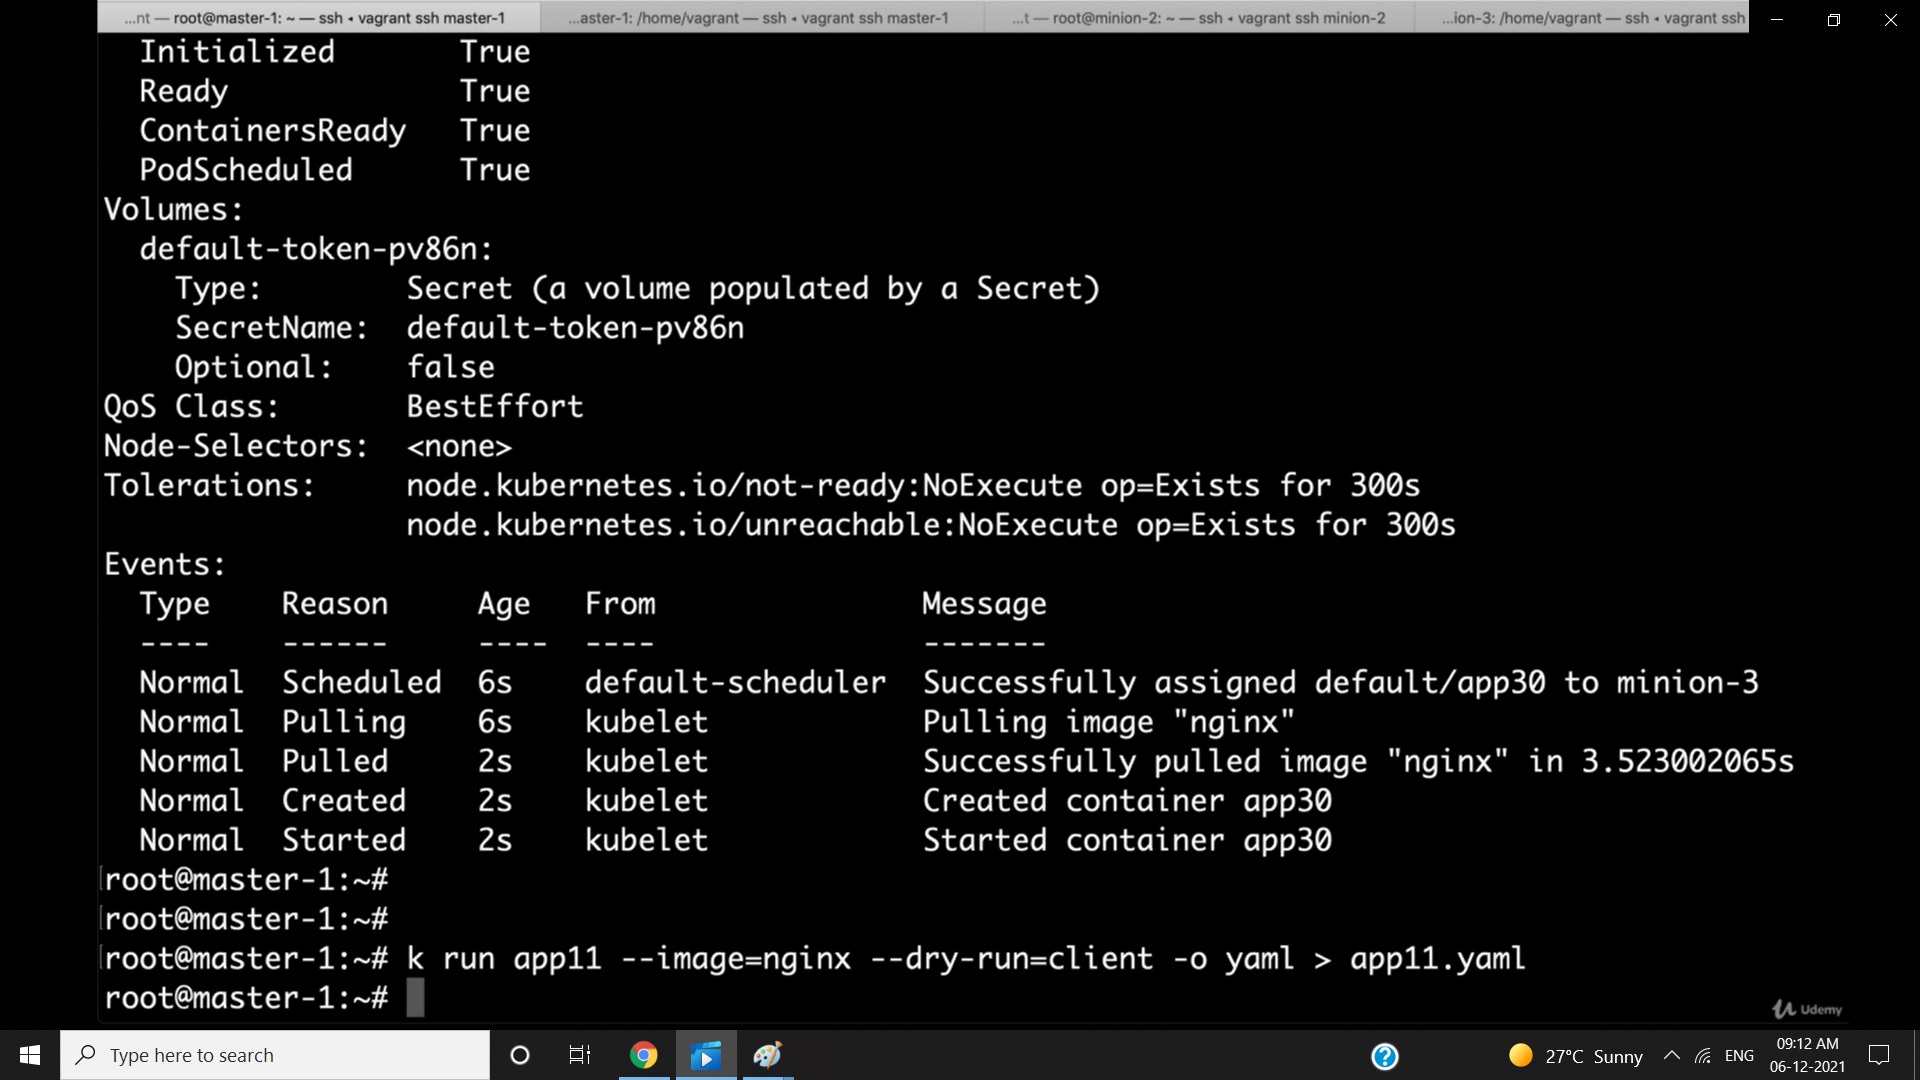 ...nt — root@master-1: ~ — ssh ◂ vagrant ssh master-1
...aster-1: /home/vagrant — ssh ◂ vagrant ssh master-1
...t — root@minion-2: ~ — ssh ◂ vagrant ssh minion-2
...ion-3: /home/vagrant — ssh ◂ vagrant ssh
Initialized True
Ready True
ContainersReady True
PodScheduled True
Volumes:
default-token-pv86n:
Type: Secret (a volume populated by a Secret)
SecretName: default-token-pv86n
Optional: false
QoS Class: BestEffort
Node-Selectors: <none>
Tolerations: node.kubernetes.io/not-ready:NoExecute op=Exists for 300s
node.kubernetes.io/unreachable:NoExecute op=Exists for 300s
Events:
Type Reason Age From Message
---- ------ ---- ---- -------
Normal Scheduled 6s default-scheduler Successfully assigned default/app30 to minion-3
Normal Pulling 6s kubelet Pulling image "nginx"
Normal Pulled 2s kubelet Successfully pulled image "nginx" in 3.523002065s
Normal Created 2s kubelet Created container app30
Normal Started 2s kubelet Started container app30
root@master-1:~#
root@master-1:~#
root@master-1:~# k run app11 --image=nginx --dry-run=client -o yaml > app11.yaml
root@master-1:~#
Udemy
Type here to search
27°C Sunny
ENG
09:12 AM
06-12-2021